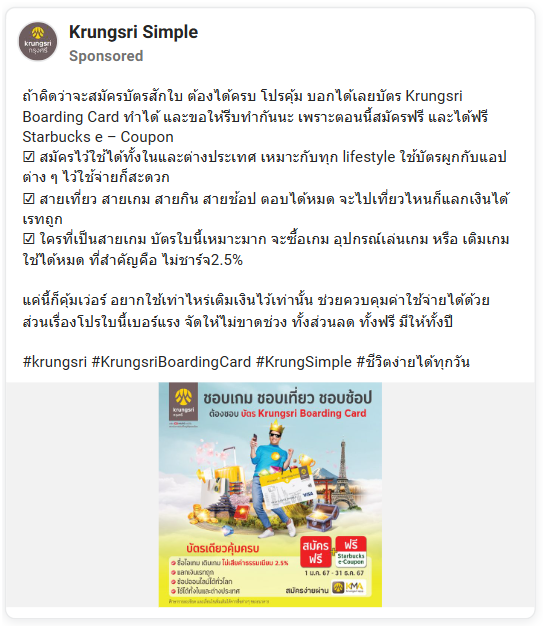 Krungsri Simple
Sponsored
ถ้าคิดว่าจะสมัครบัตรสักใบ ต้องได้ครบ โปรคุ้ม บอกได้เลยบัตร Krungsri
Boarding Card ทำได้ และขอให้รีบทำกันนะ เพราะตอนนี้สมัครฟรี และได้ฟรี
Starbucks e – Coupon
☑ สมัครไว้ใช้ได้ทั้งในและต่างประเทศ เหมาะกับทุก lifestyle ใช้บัตรผูกกับแอป
ต่าง ๆ ไว้ใช้จ่ายก็สะดวก
☑ สายเที่ยว สายเกม สายกิน สายช้อป ตอบได้หมด จะไปเที่ยวไหนก็แลกเงินได้
เรทถูก
☑ ใครที่เป็นสายเกม บัตรใบนี้เหมาะมาก จะซื้อเกม อุปกรณ์เล่นเกม หรือ เติมเกม
ใช้ได้หมด ที่สำคัญคือ ไม่ชาร์จ2.5%
แค่นี้ก็คุ้มเว่อร์ อยากใช้เท่าไหร่เติมเงินไว้เท่านั้น ช่วยควบคุมค่าใช้จ่ายได้ด้วย
ส่วนเรื่องโปรใบนี้เบอร์แรง จัดให้ไม่ขาดช่วง ทั้งส่วนลด ทั้งฟรี มีให้ทั้งปี
#krungsri #KrungsriBoardingCard #KrungSimple #ชีวิตง่ายได้ทุกวัน
krungsri
กรุงศรี
ชอบเกม ชอบเที่ยว ชอบช้อป
ต้องชอบ บัตร Krungsri Boarding Card
VISA
บัตรเดียวคุ้มครบ
ซื้อไอเทม เติมเกม ไม่เสียค่าธรรมเนียม 2.5%
แลกเงินเรทถูก
ช้อปออนไลน์ได้ทั่วโลก
ใช้ได้ทั้งในและต่างประเทศ
สมัคร
ฟรี
+
ฟรี
Starbucks
e-Coupon
1 ม.ค. 67 - 31 ธ.ค. 67
สมัครง่ายผ่าน KMA